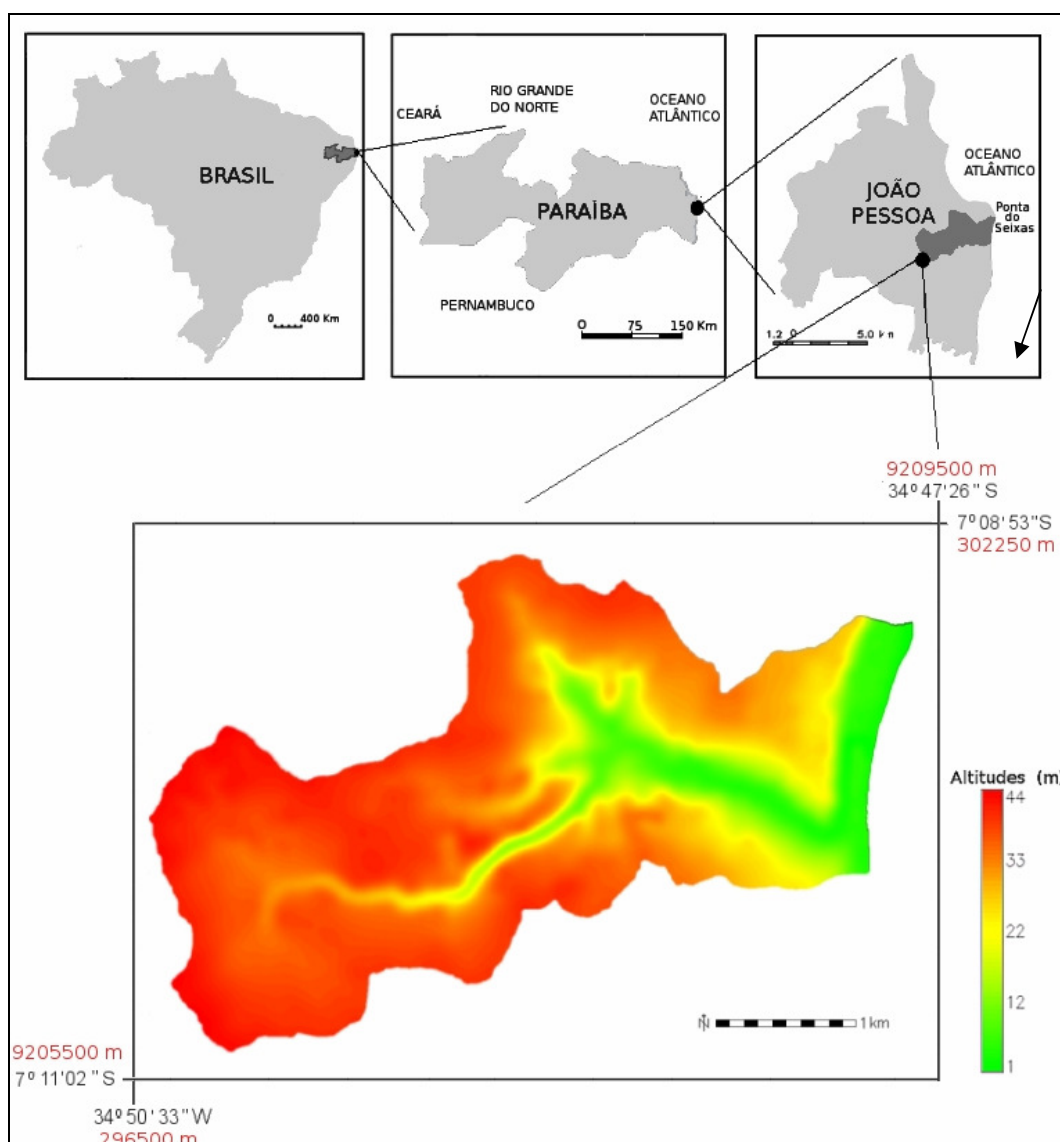 BRASIL
0 400 Km
CEARÁ
RIO GRANDE
DO NORTE
OCEANO
ATLÂNTICO
PARAÍBA
PERNAMBUCO
0 75 150 Km
OCEANO
ATLÂNTICO
JOÃO
PESSOA
Ponta
do
Seixas
1.2 0 5.0
9209500 m
34º 47'26" S
7º 08'53"S
302250 m
Altitudes (m)
44
33
22
12
1
N
1 km
9205500 m
7º 11'02 "S
34º 50'33"W
296500 m